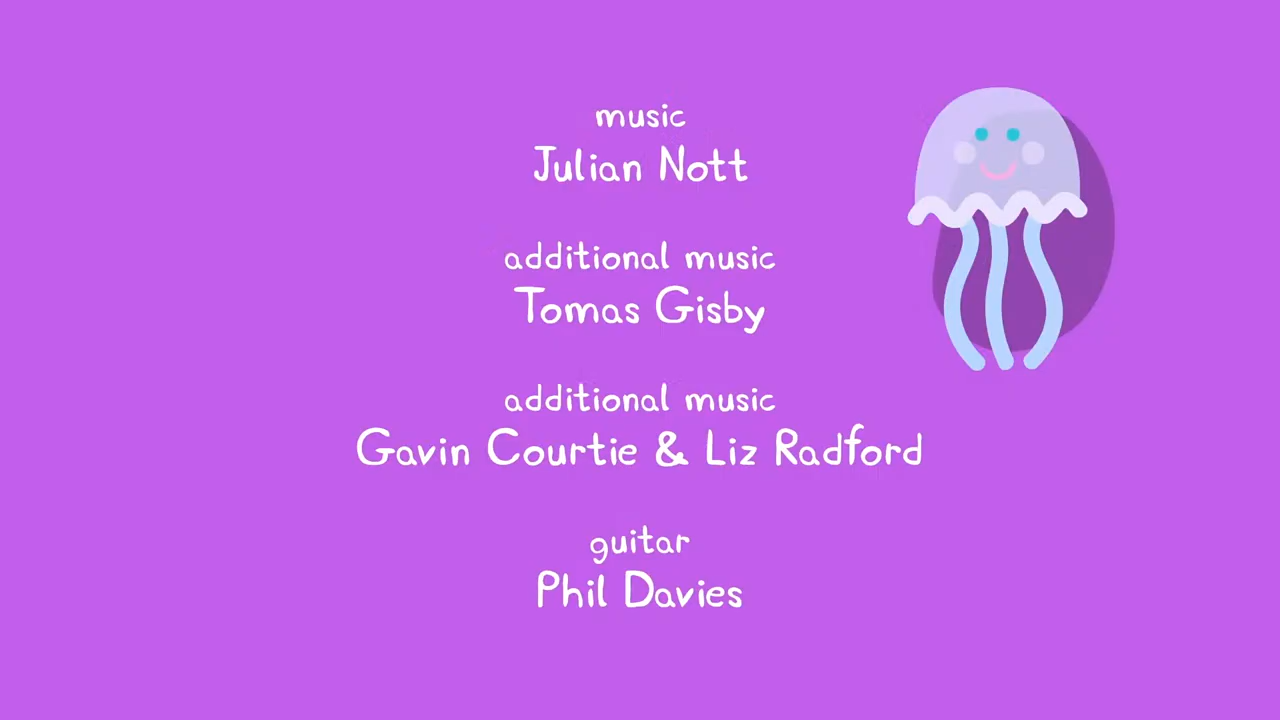 music
Julian Nott
additional music
Tomas Gisby
additional music
Gavin Courtie & Liz Radford
guitar
Phil Davies